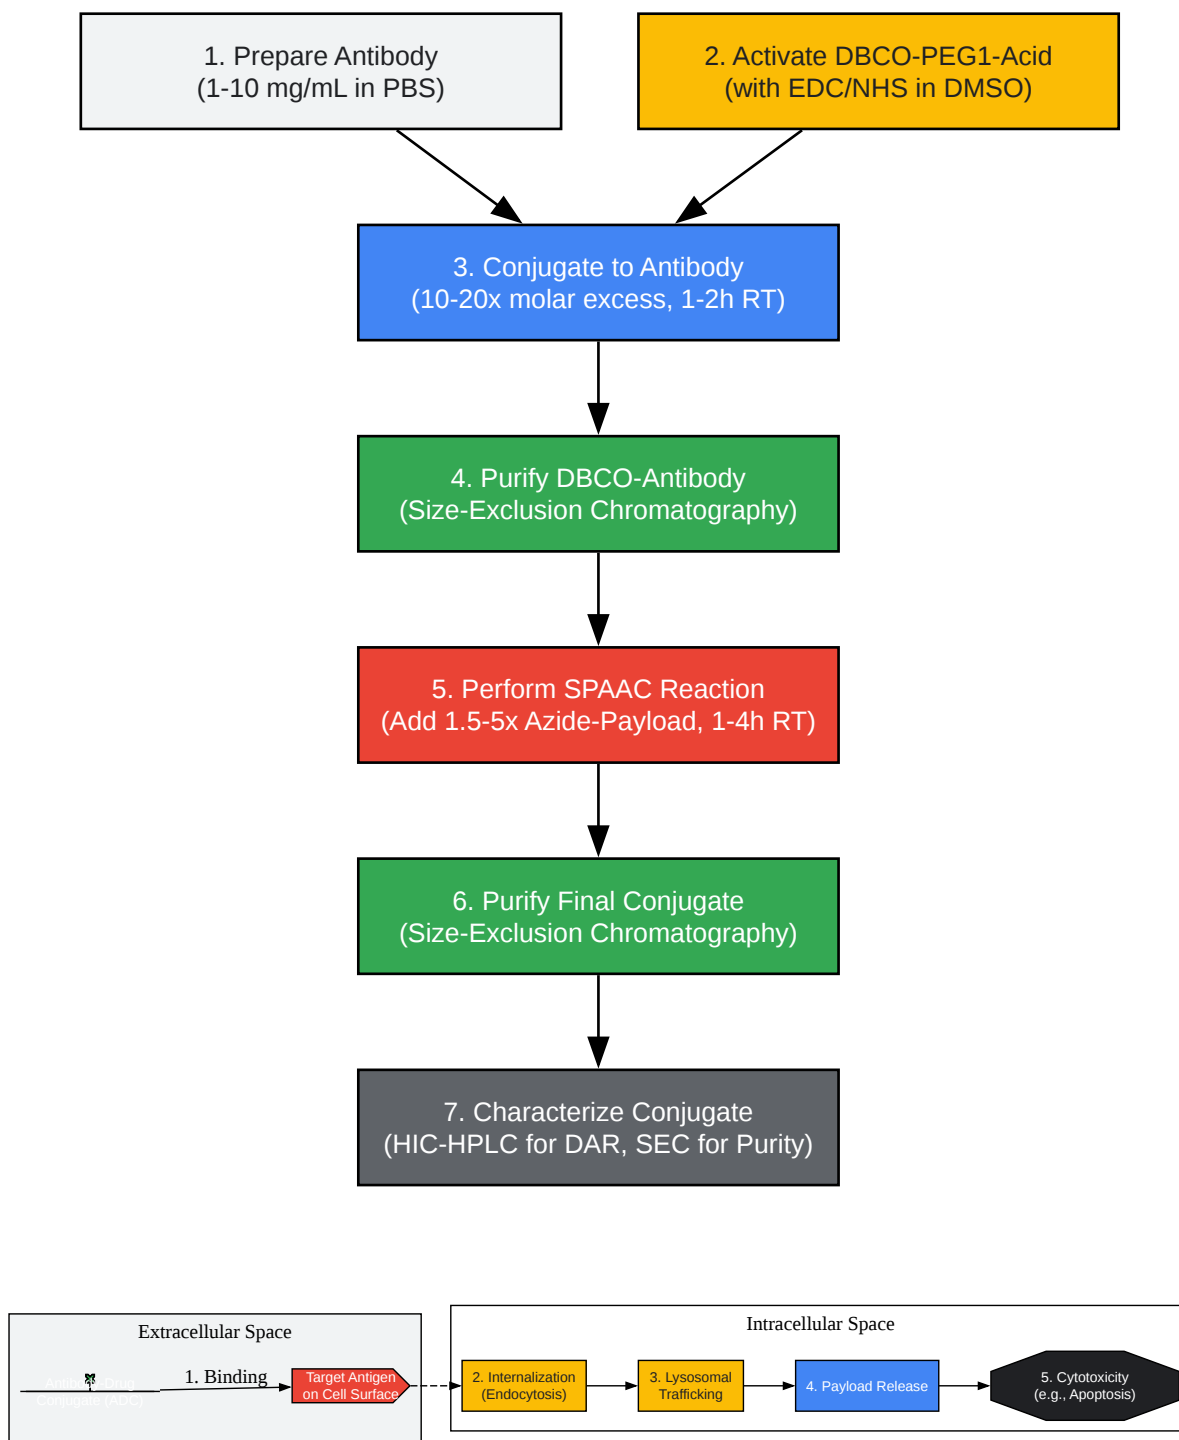 1. Prepare Antibody
(1-10 mg/mL in PBS)
2. Activate DBCO-PEG1-Acid
(with EDC/NHS in DMSO)
3. Conjugate to Antibody
(10-20x molar excess, 1-2h RT)
4. Purify DBCO-Antibody
(Size-Exclusion Chromatography)
5. Perform SPAAC Reaction
(Add 1.5-5x Azide-Payload, 1-4h RT)
6. Purify Final Conjugate
(Size-Exclusion Chromatography)
7. Characterize Conjugate
(HIC-HPLC for DAR, SEC for Purity)
Extracellular Space
Antibody-Drug
Conjugate (ADC)
1. Binding
Target Antigen
on Cell Surface
Intracellular Space
2. Internalization
(Endocytosis)
3. Lysosomal
Trafficking
4. Payload Release
5. Cytotoxicity
(e.g., Apoptosis)